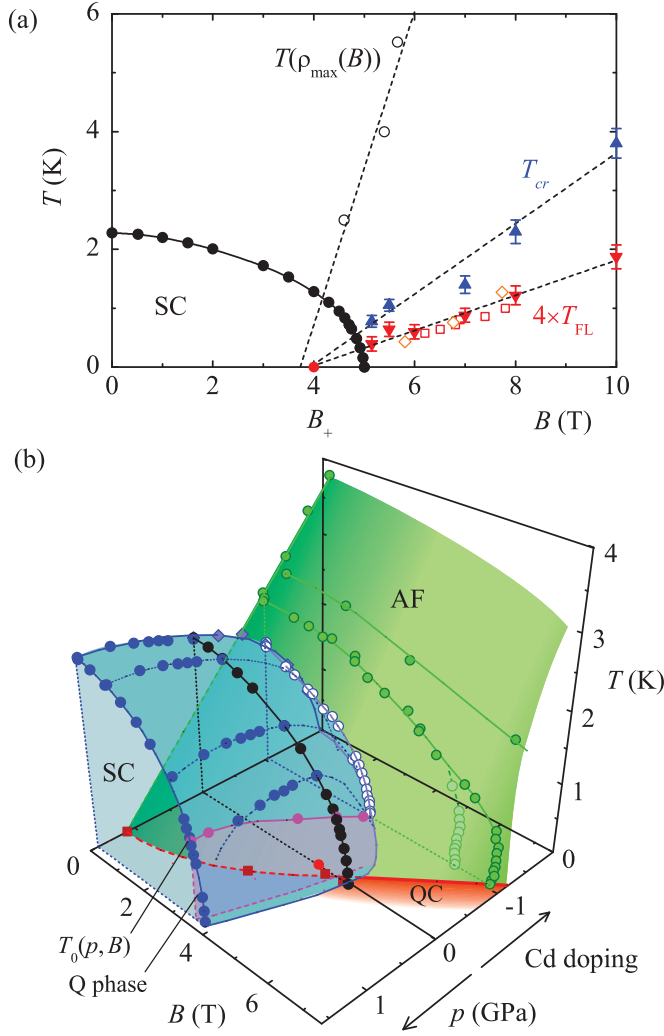 (a)
6
4
2
0
T (K)
T(ρmax(B))
Tcr
SC
4×TFL
0
2
4
6
8
10
B+
B (T)
(b)
4
3
2
1
0
T (K)
AF
SC
QC
0
2
4
6
B (T)
T0(p, B)
Q phase
-1
0
1
p (GPa)
Cd doping